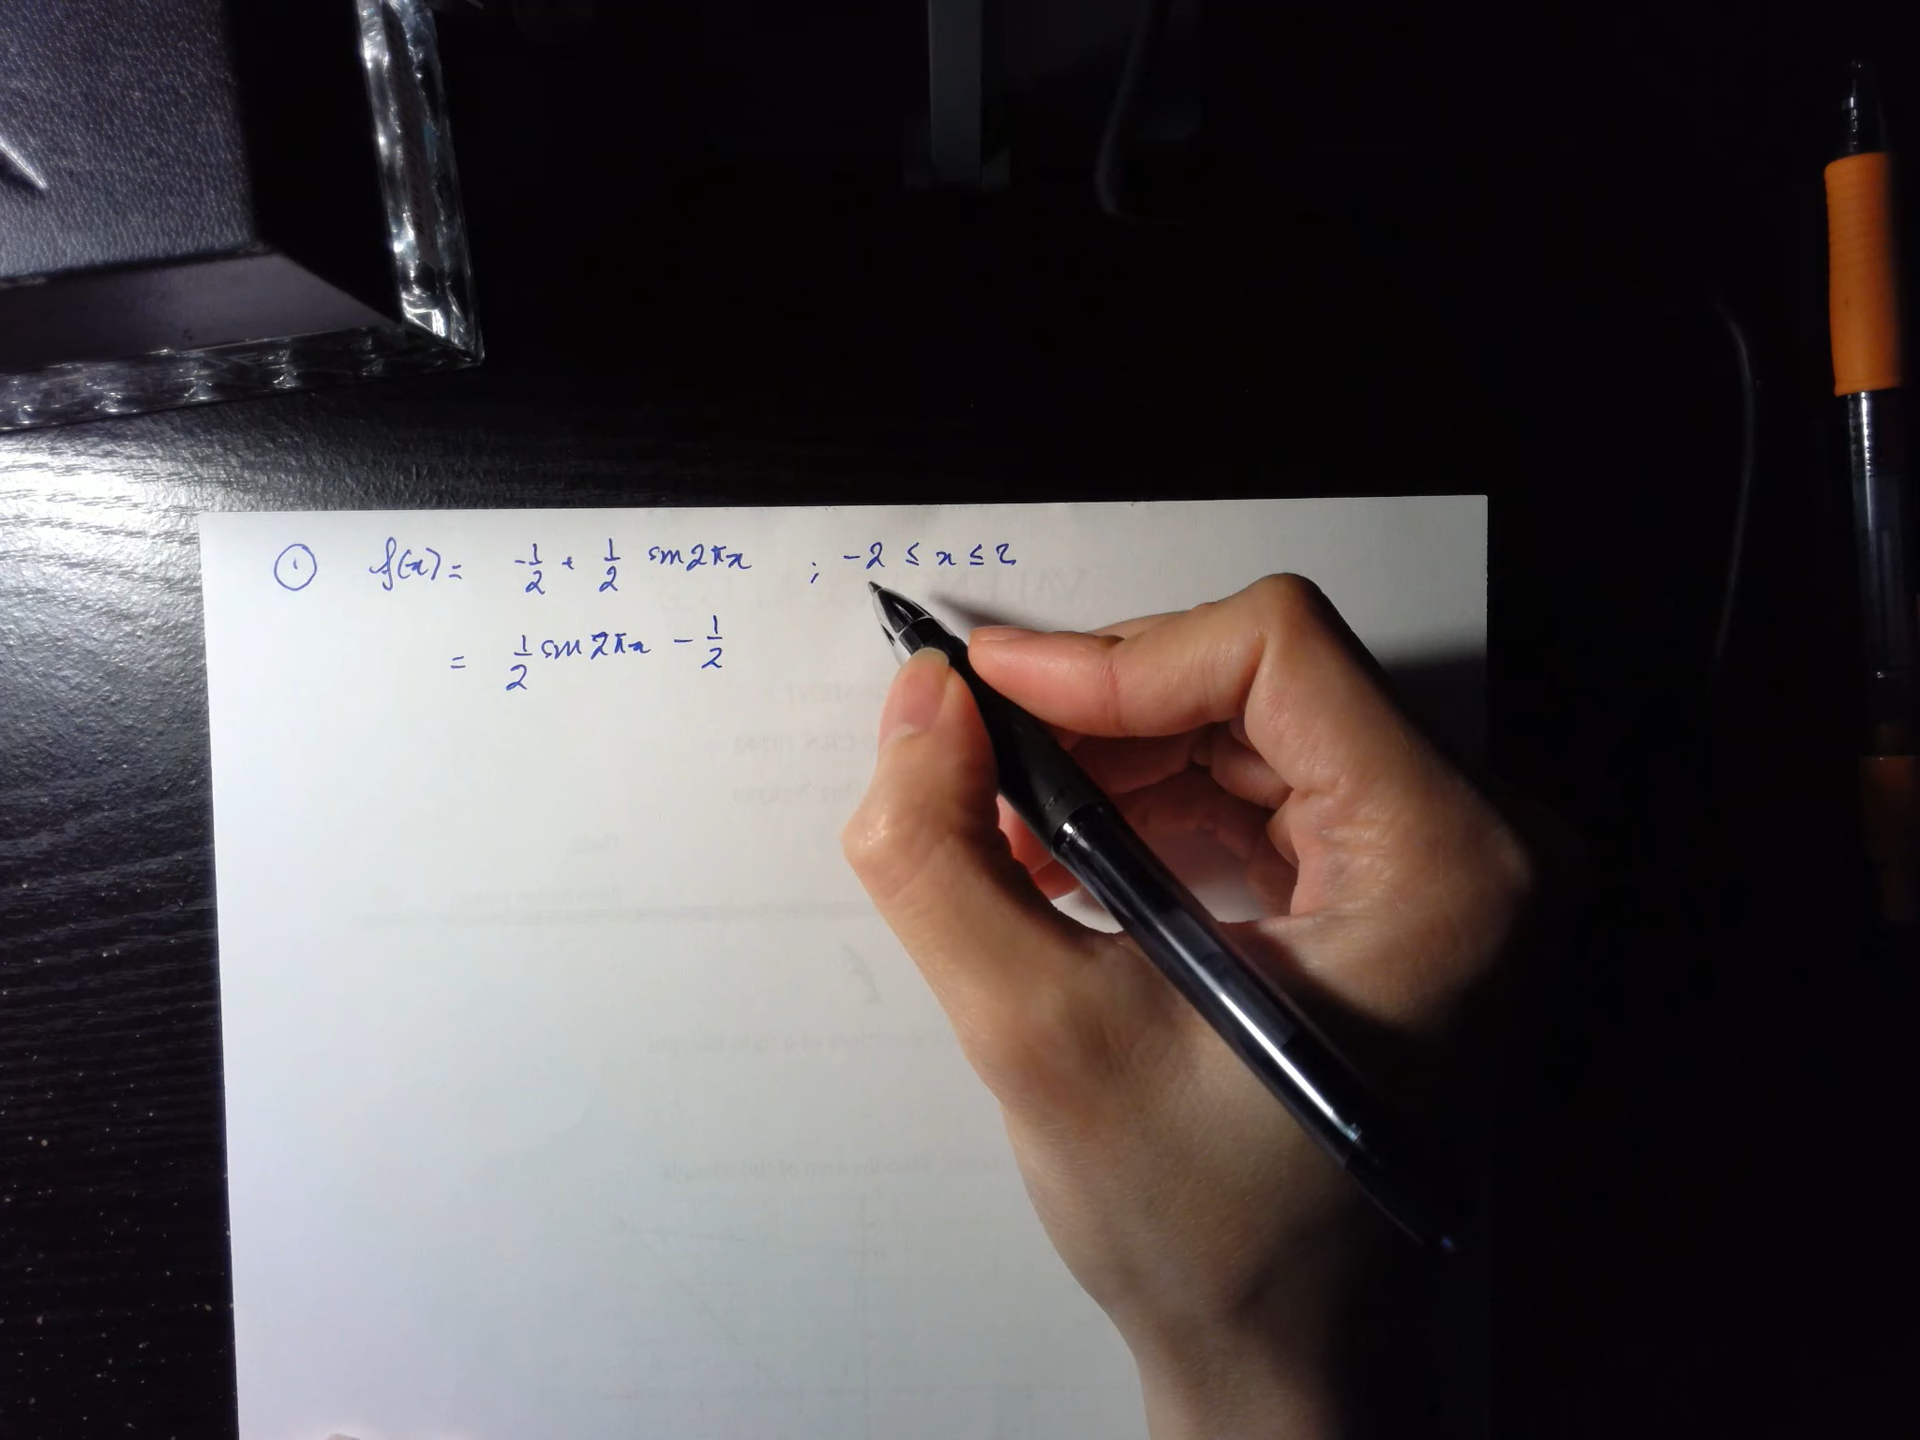 ① f(x) = -1/2 + 1/2 sin2πx ; -2 ≤ x ≤ 2
= 1/2 sin2πx - 1/2